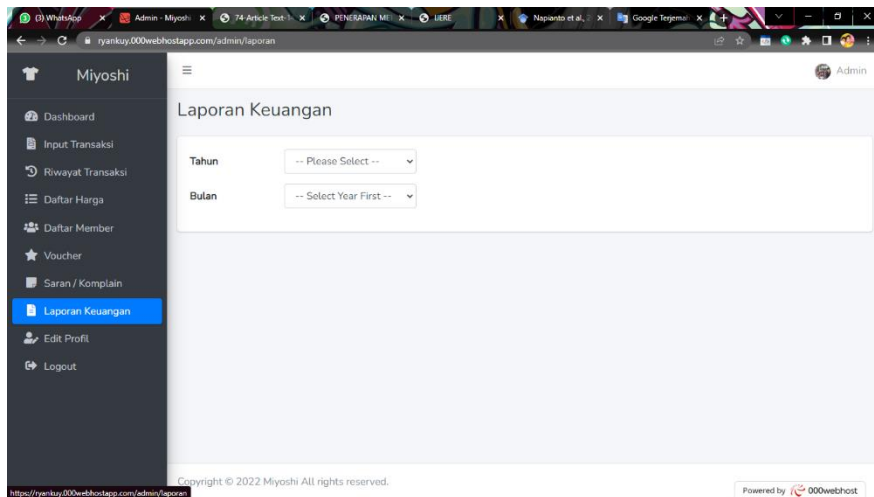 (3) WhatsApp
Admin - Miyoshi
74-Article Text-1
PENERAPAN ME
IJERE
Napianto et al., 2
Google Terjemah
ryankuy.000webhostapp.com/admin/laporan
Miyoshi
Admin
Dashboard
Input Transaksi
Riwayat Transaksi
Daftar Harga
Daftar Member
Voucher
Saran / Komplain
Laporan Keuangan
Edit Profil
Logout
Laporan Keuangan
Tahun
-- Please Select --
Bulan
-- Select Year First --
Copyright © 2022 Miyoshi All rights reserved.
Powered by 000webhost
https://ryankuy.000webhostapp.com/admin/laporan